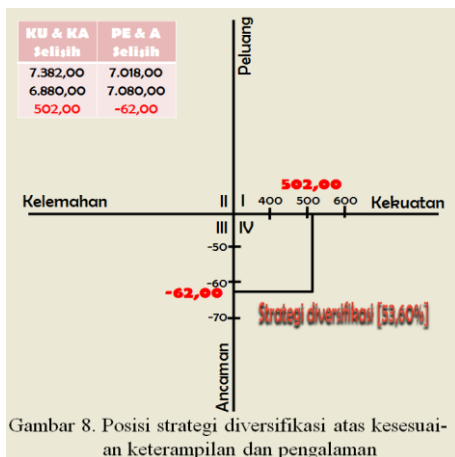 KU & KA PE & A
Selisih Selisih
7.382,00 7.018,00
6.880,00 7.080,00
502,00 -62,00
Peluang
502,00
Kelemahan II I 400 500 600 Kekuatan
III IV
-50
-60
-62,00
-70
Strategi diversifikasi [53,60%]
Ancaman
Gambar 8. Posisi strategi diversifikasi atas kesesuai-
an keterampilan dan pengalaman